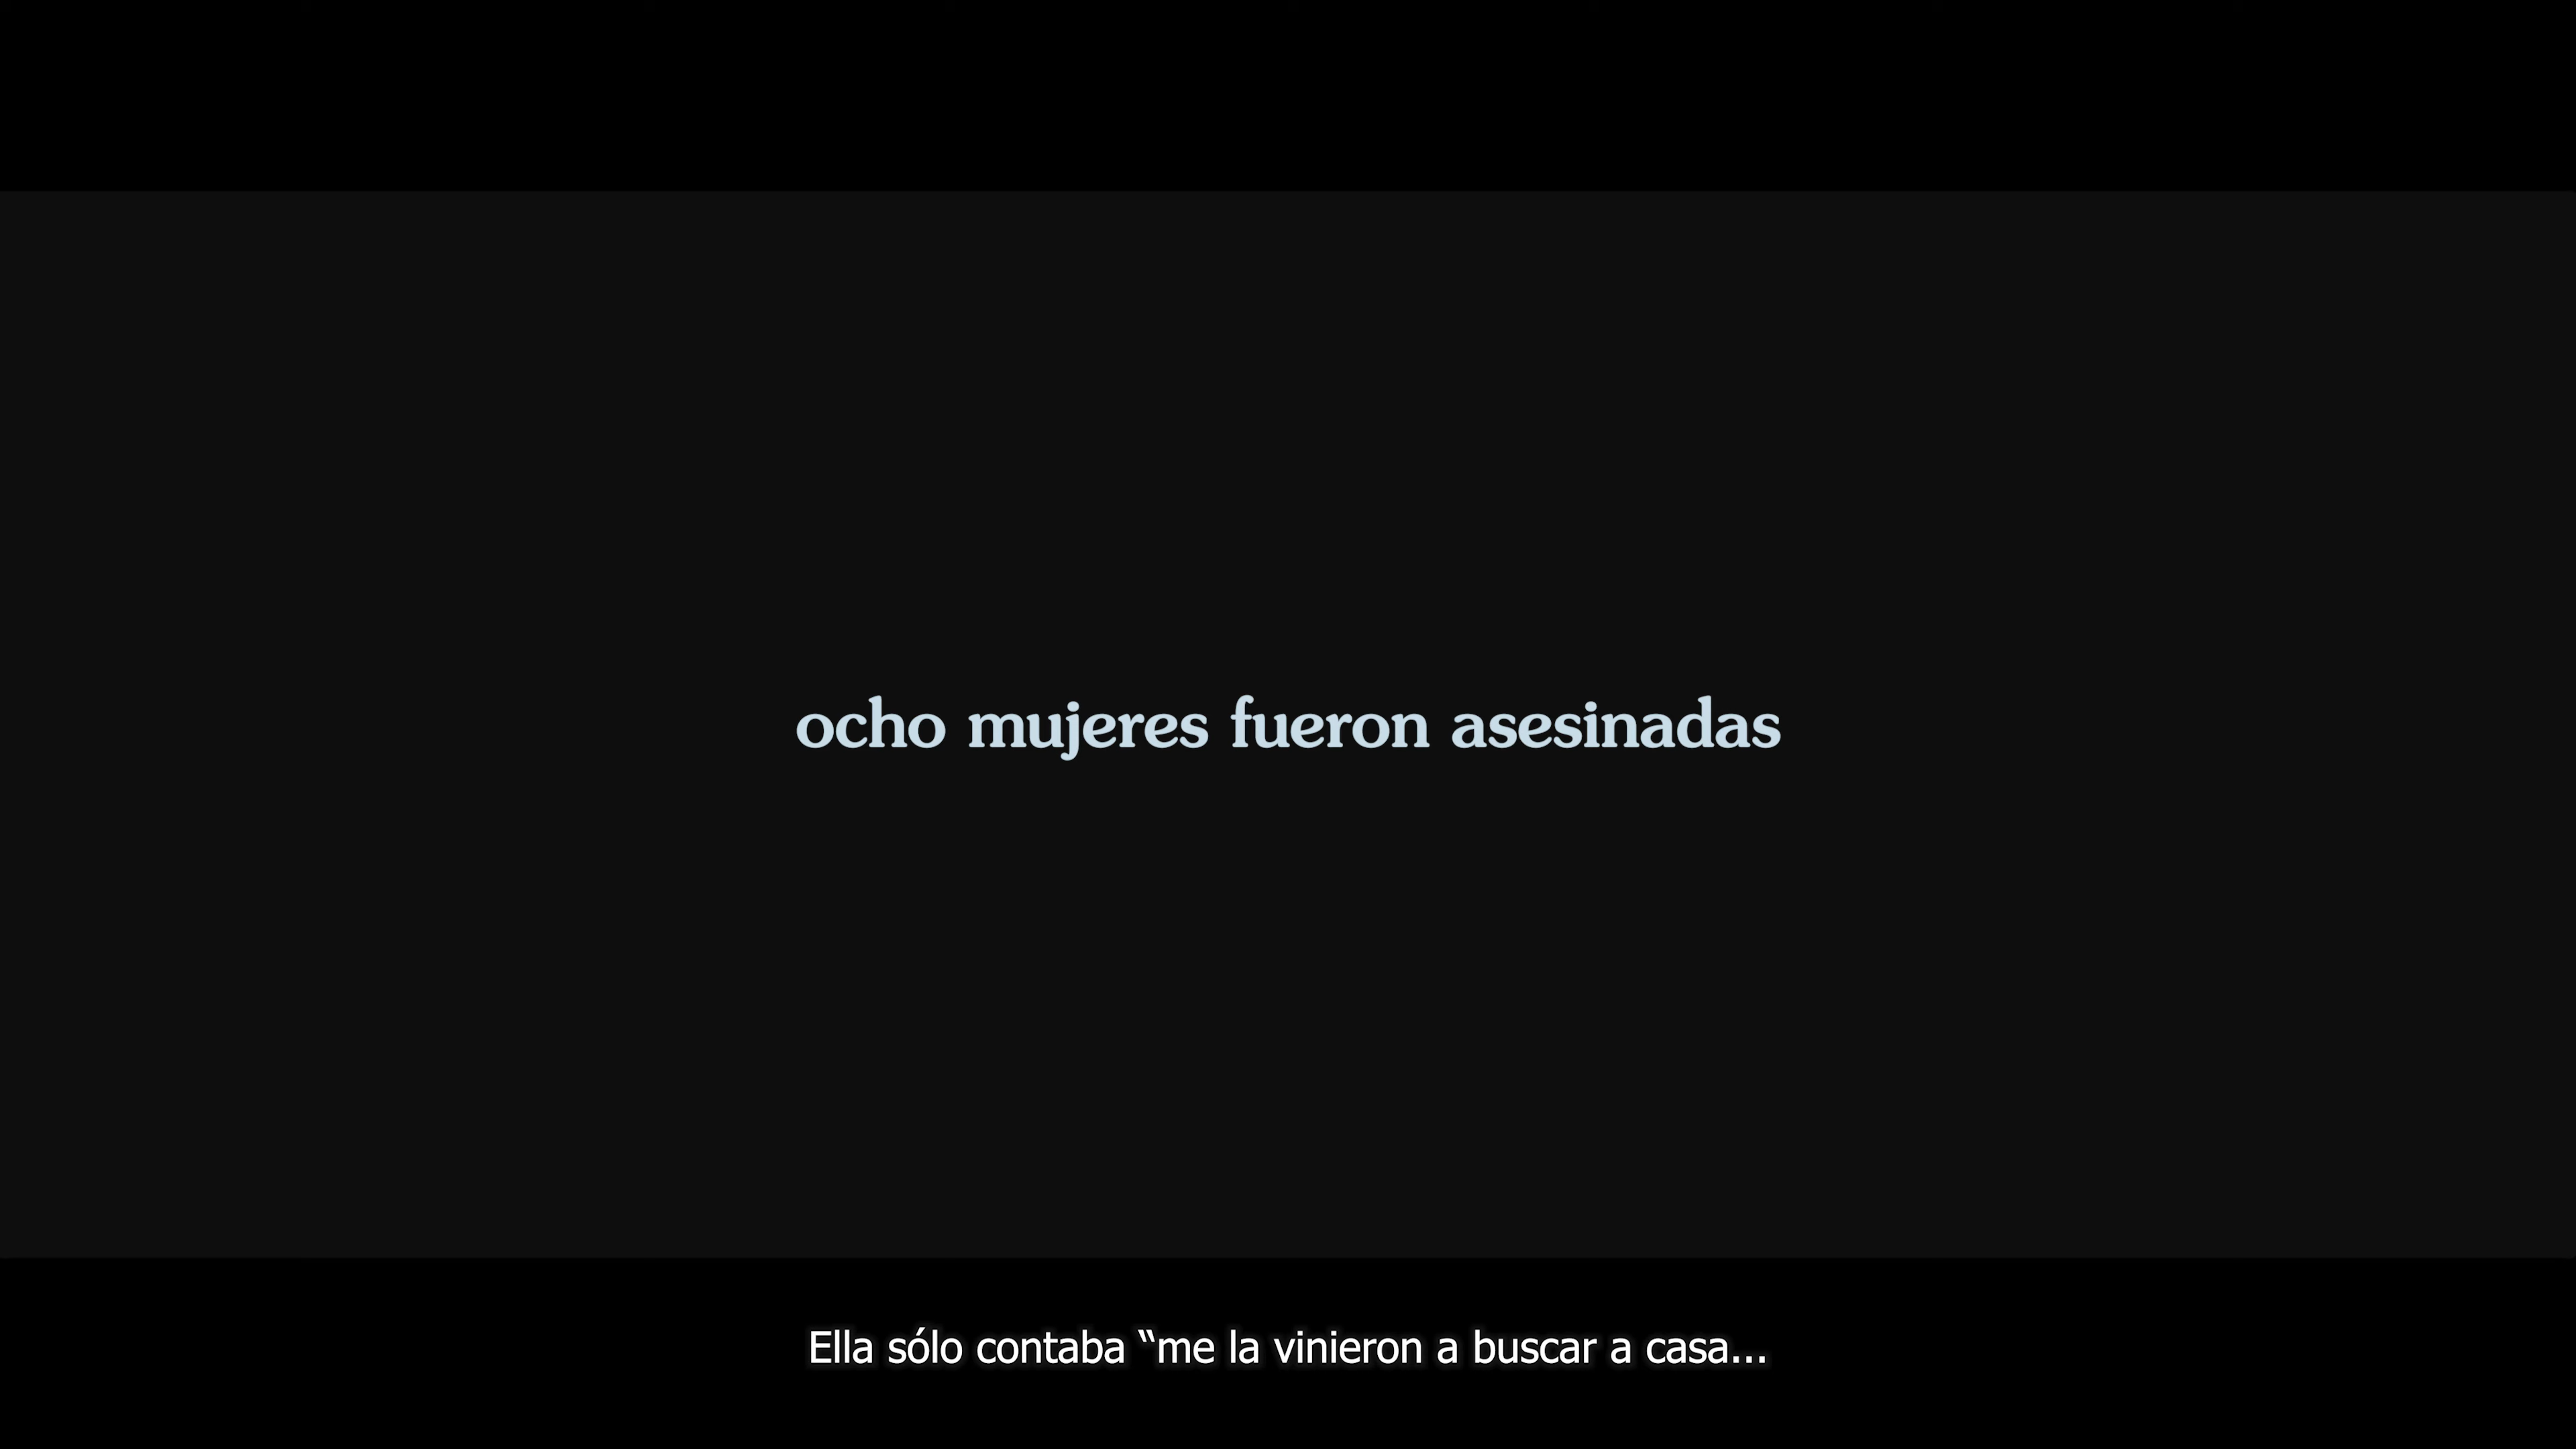 ocho mujeres fueron asesinadas
Ella sólo contaba “me la vinieron a buscar a casa...